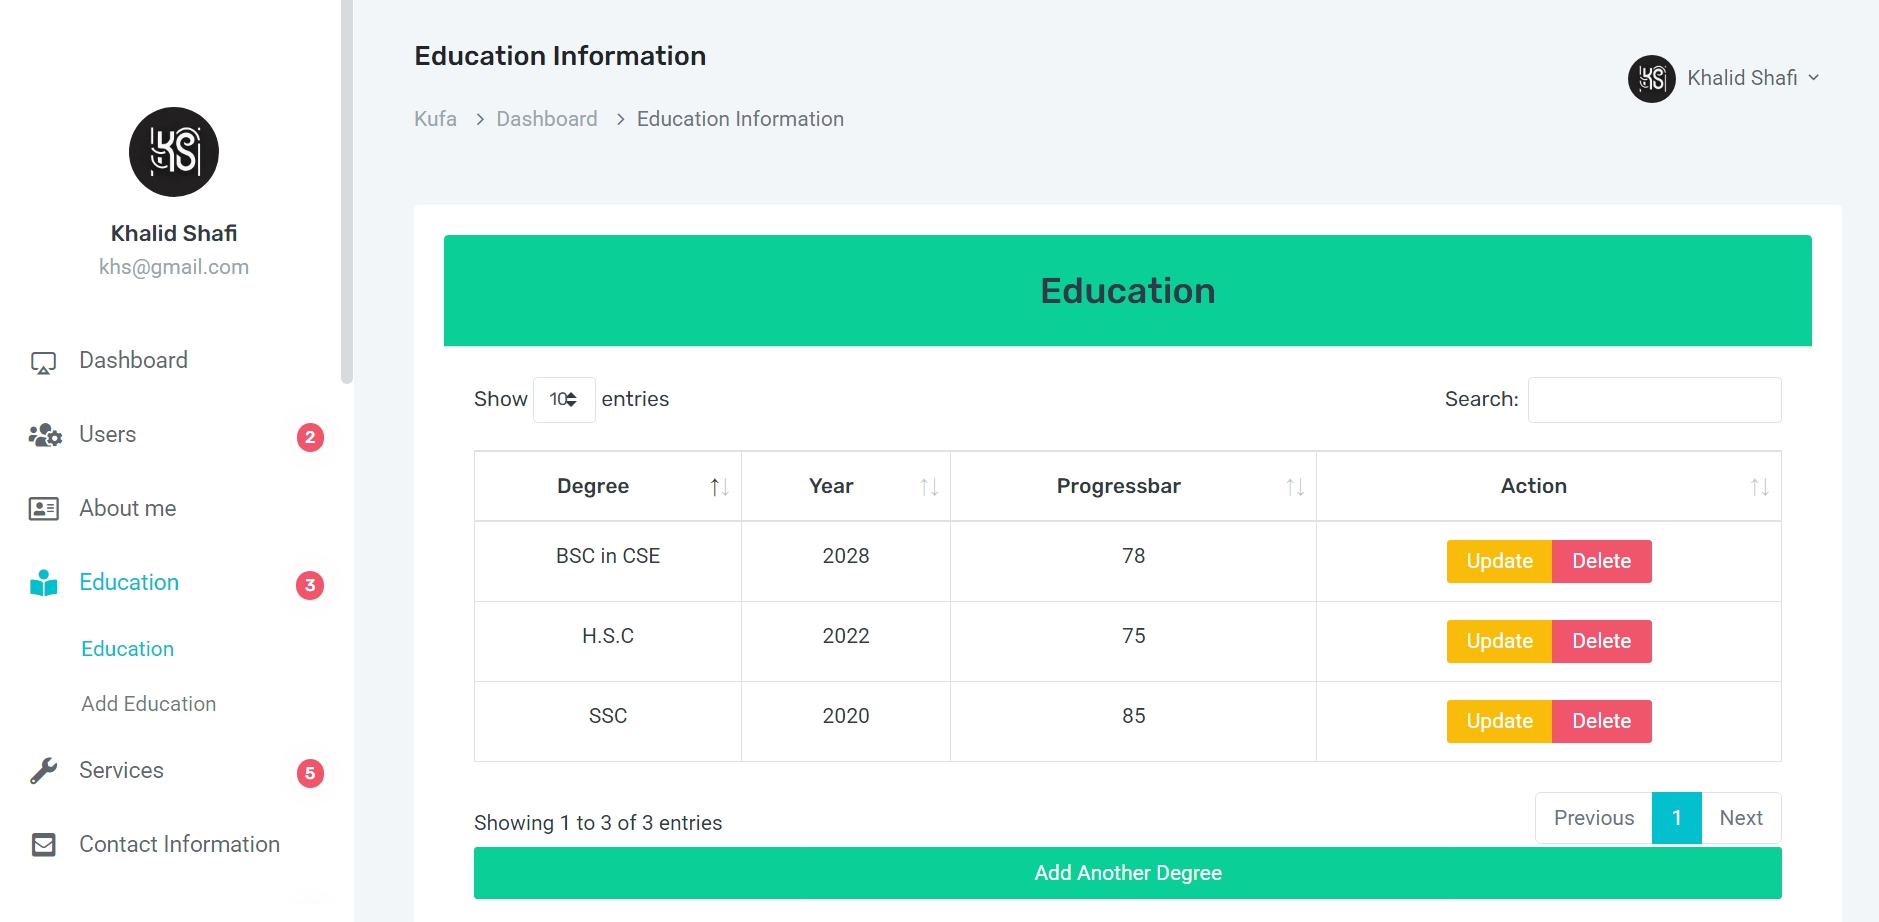 Khalid Shafi
khs@gmail.com
Dashboard
Users 2
About me
Education 3
Education
Add Education
Services 5
Contact Information
Education Information
Kufa > Dashboard > Education Information
KS Khalid Shafi
Education
Show 10 entries
Search:
Degree Year Progressbar Action
BSC in CSE 2028 78 Update Delete
H.S.C 2022 75 Update Delete
SSC 2020 85 Update Delete
Showing 1 to 3 of 3 entries
Previous 1 Next
Add Another Degree